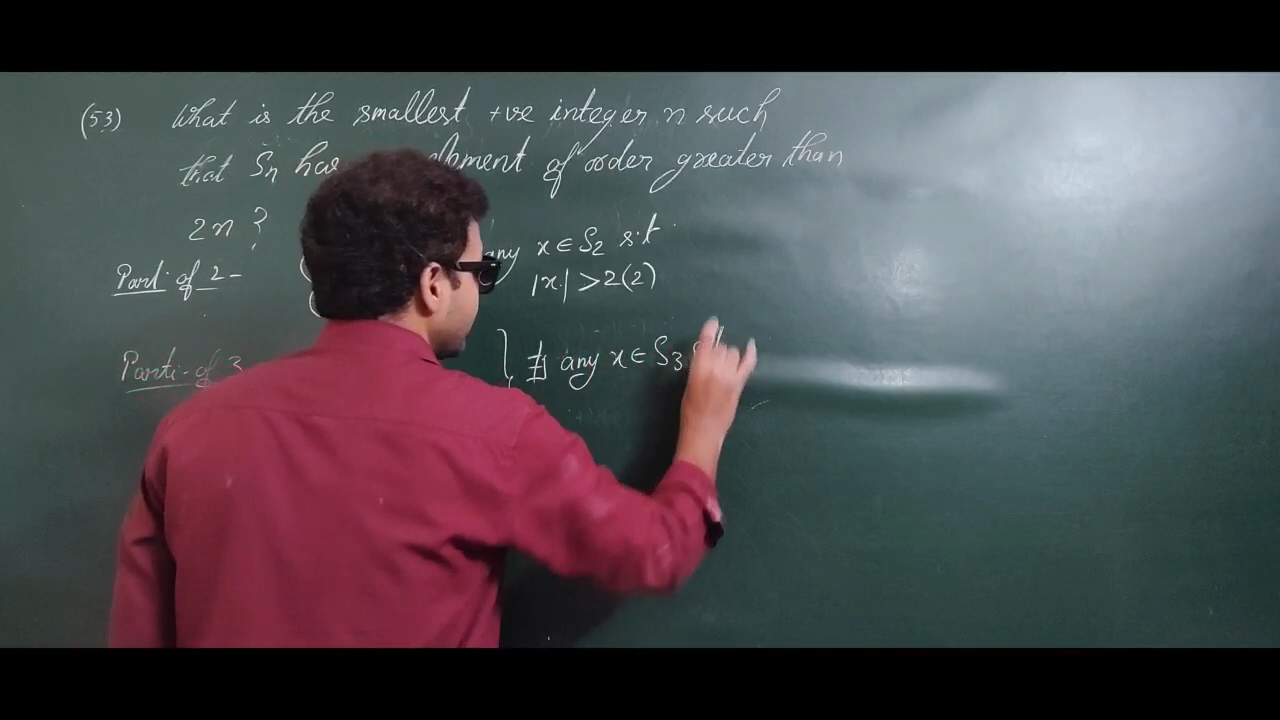 (53) What is the smallest +ve integer n such
that Sn has element of order greater than
2n ?
Part. of 2 - any x ∈ S2 s.t.
|x| > 2(2)
Parti. of 3 } ∄ any x ∈ S3